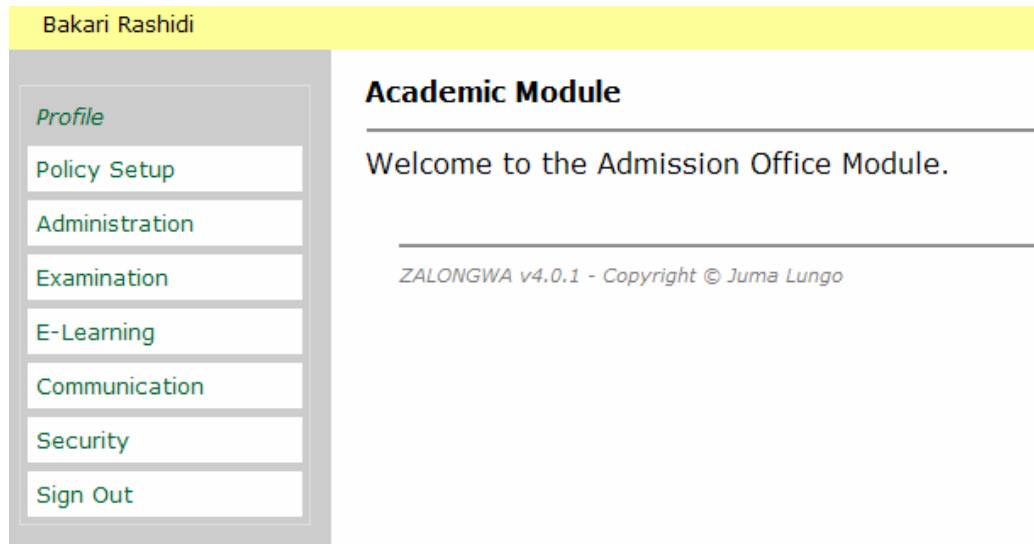 Bakari Rashidi
Profile
Policy Setup
Administration
Examination
E-Learning
Communication
Security
Sign Out
Academic Module
Welcome to the Admission Office Module.
ZALONGWA v4.0.1 - Copyright © Juma Lungo